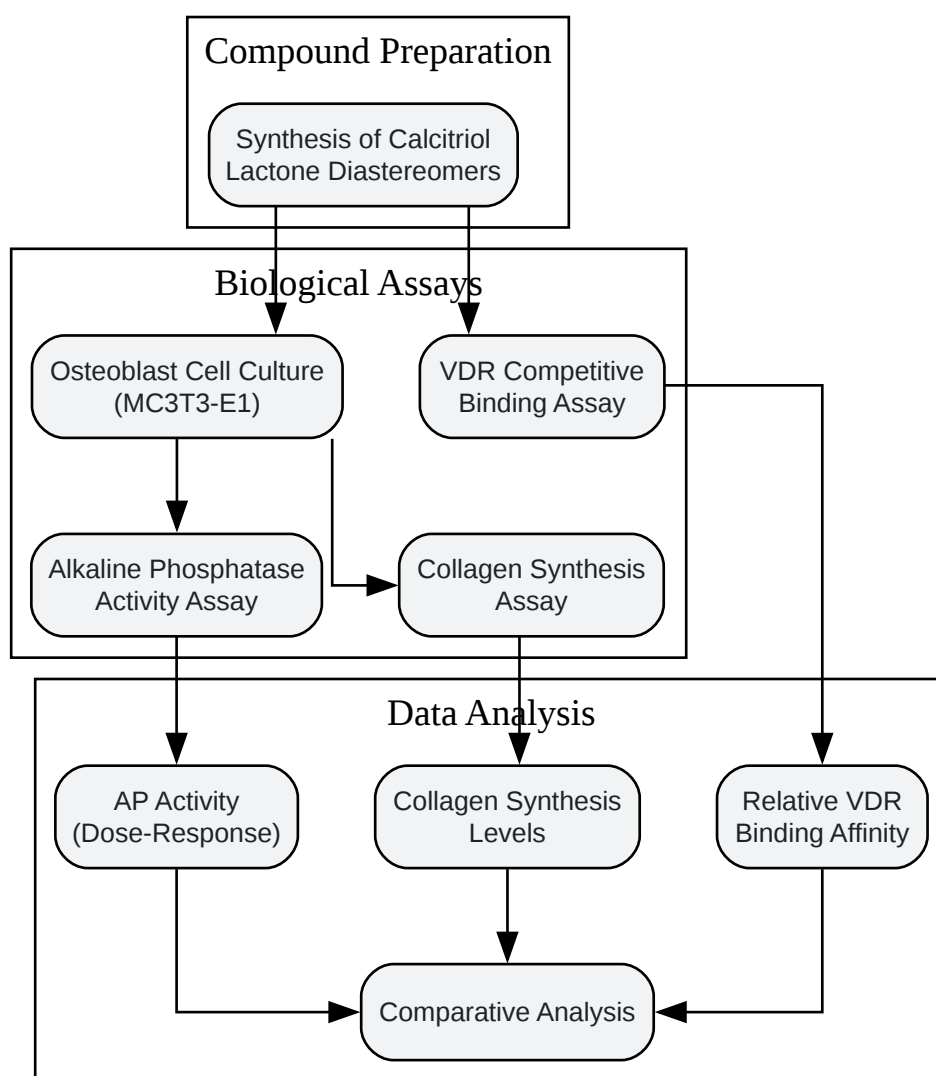 Compound Preparation
Synthesis of Calcitriol
Lactone Diastereomers
Biological Assays
Osteoblast Cell Culture
(MC3T3-E1)
VDR Competitive
Binding Assay
Alkaline Phosphatase
Activity Assay
Collagen Synthesis
Assay
Data Analysis
AP Activity
(Dose-Response)
Collagen Synthesis
Levels
Relative VDR
Binding Affinity
Comparative Analysis